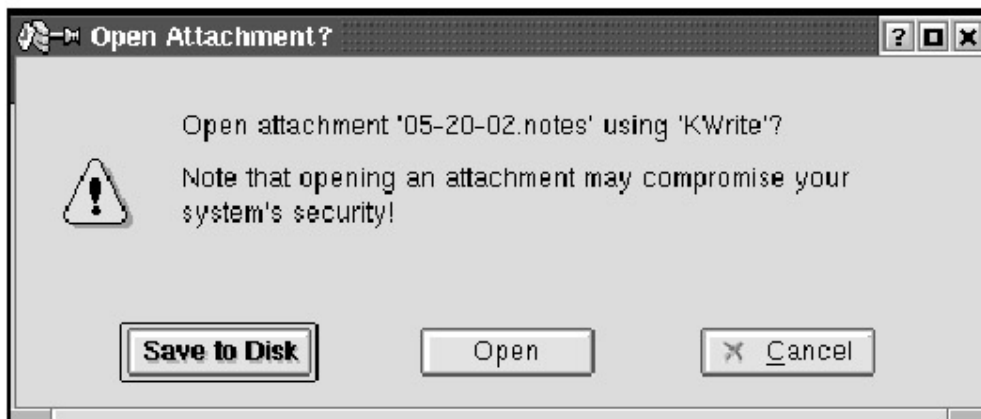 Open Attachment?
Open attachment '05-20-02.notes' using 'KWrite'?
Note that opening an attachment may compromise your
system's security!
Save to Disk
Open
Cancel